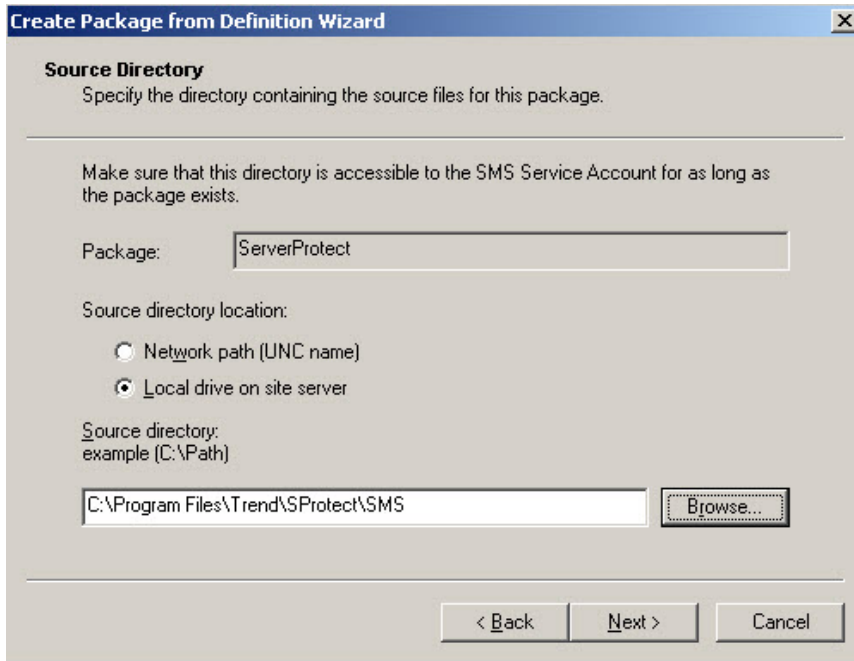 Create Package from Definition Wizard
Source Directory
Specify the directory containing the source files for this package.
Make sure that this directory is accessible to the SMS Service Account for as long as
the package exists.
Package:
ServerProtect
Source directory location:
Network path (UNC name)
Local drive on site server
Source directory:
example (C:\Path)
C:\Program Files\Trend\SProtect\SMS
Browse...
< Back
Next >
Cancel